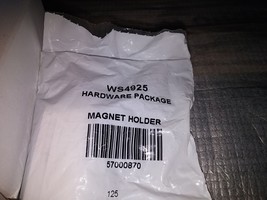 WS4925
HARDWARE PACKAGE
MAGNET HOLDER
57000870
125